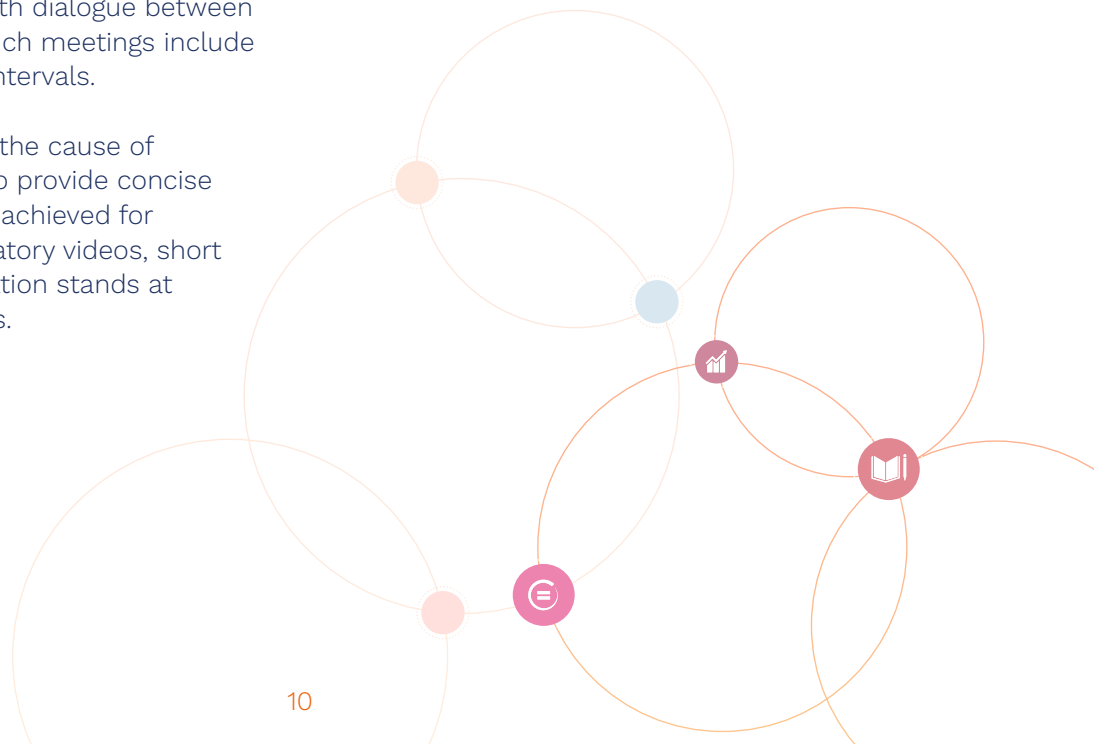 th dialogue between
ch meetings include
ntervals.
the cause of
o provide concise
achieved for
atory videos, short
tion stands at
s.
10